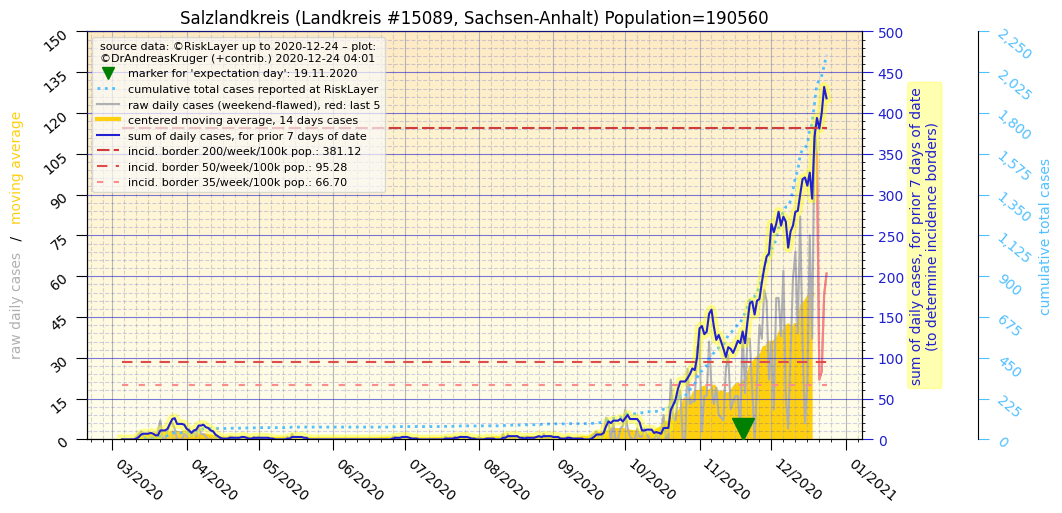 Salzlandkreis (Landkreis #15089, Sachsen-Anhalt) Population=190560
source data: ©RiskLayer up to 2020-12-24 – plot:
©DrAndreasKruger (+contrib.) 2020-12-24 04:01
marker for 'expectation day': 19.11.2020
cumulative total cases reported at RiskLayer
raw daily cases (weekend-flawed), red: last 5
centered moving average, 14 days cases
sum of daily cases, for prior 7 days of date
incid. border 200/week/100k pop.: 381.12
incid. border 50/week/100k pop.: 95.28
incid. border 35/week/100k pop.: 66.70
raw daily cases / moving average
150
135
120
105
90
75
60
45
30
15
0
03/2020
04/2020
05/2020
06/2020
07/2020
08/2020
09/2020
10/2020
11/2020
12/2020
01/2021
500
450
400
350
300
250
200
150
100
50
0
sum of daily cases, for prior 7 days of date
(to determine incidence borders)
2,250
2,025
1,800
1,575
1,350
1,125
900
675
450
225
0
cumulative total cases